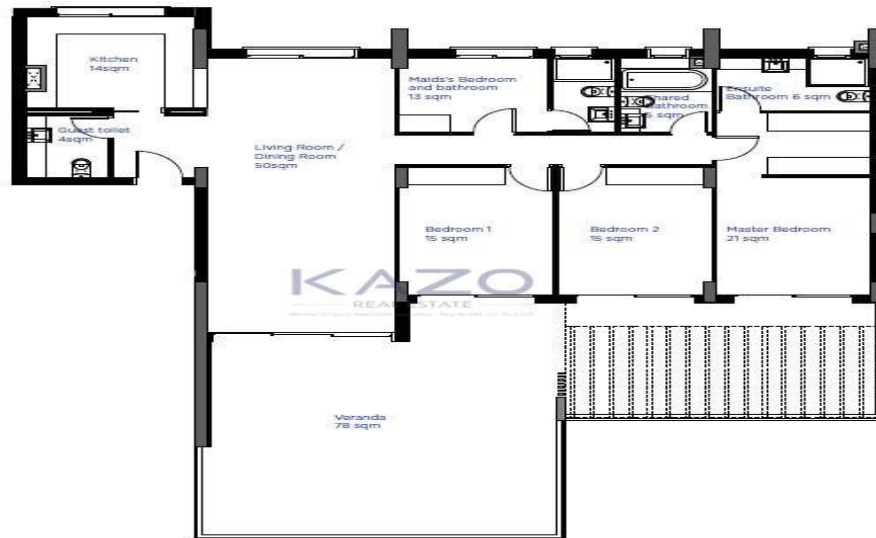 Kitchen
14sqm
Maids's Bedroom
and bathroom
13 sqm
Shared
Bathroom
sqm
Ensuite
Bathroom 6 sqm
Guest toilet
4sqm
Living Room /
Dining Room
50sqm
Bedroom 1
15 sqm
Bedroom 2
15 sqm
Master Bedroom
21 sqm
KAZO
REAL ESTATE
Veranda
78 sqm